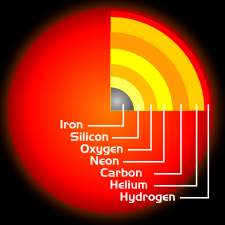 Iron
Silicon
Oxygen
Neon
Carbon
Helium
Hydrogen